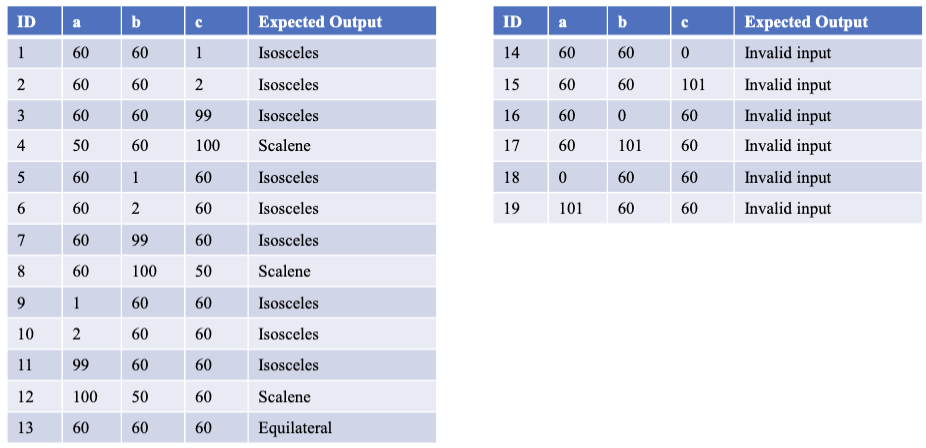 ID a b c Expected Output
1 60 60 1 Isosceles
2 60 60 2 Isosceles
3 60 60 99 Isosceles
4 50 60 100 Scalene
5 60 1 60 Isosceles
6 60 2 60 Isosceles
7 60 99 60 Isosceles
8 60 100 50 Scalene
9 1 60 60 Isosceles
10 2 60 60 Isosceles
11 99 60 60 Isosceles
12 100 50 60 Scalene
13 60 60 60 Equilateral
ID a b c Expected Output
14 60 60 0 Invalid input
15 60 60 101 Invalid input
16 60 0 60 Invalid input
17 60 101 60 Invalid input
18 0 60 60 Invalid input
19 101 60 60 Invalid input